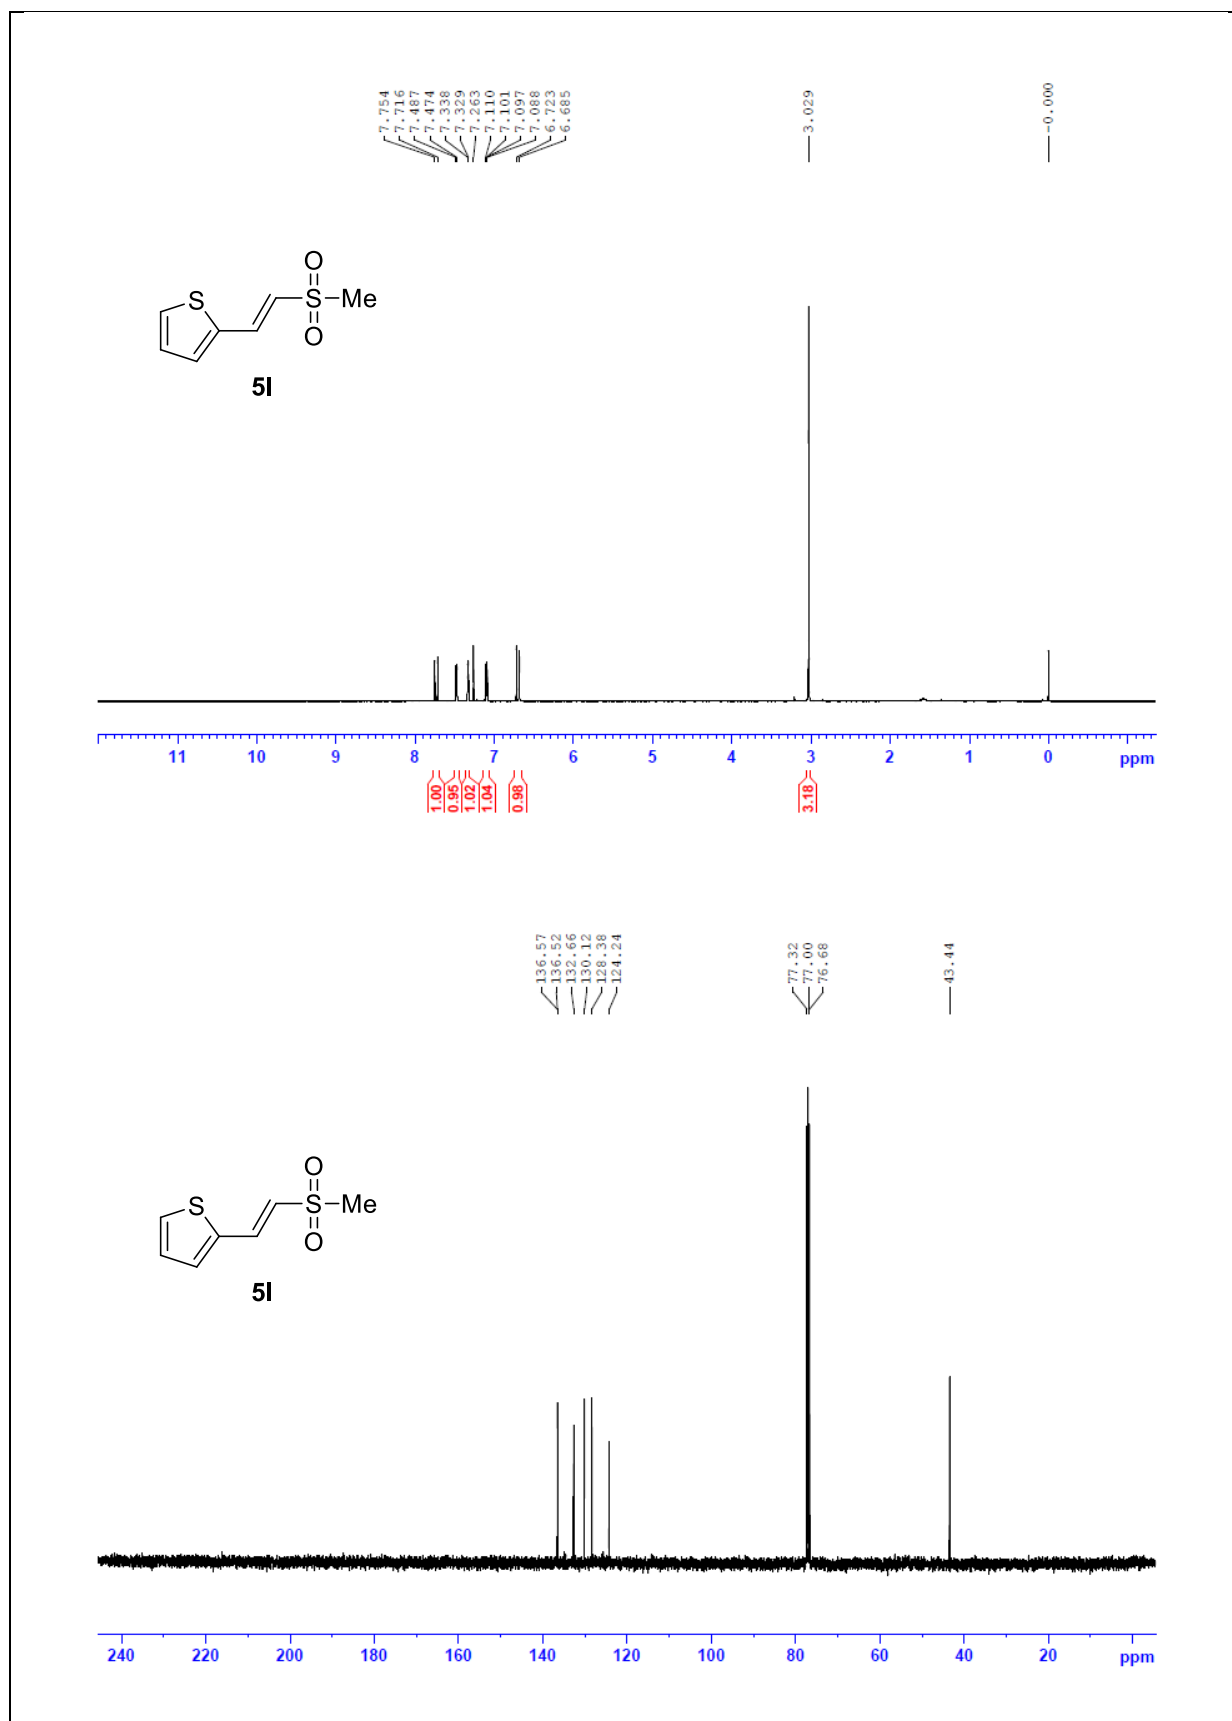 7.754
7.716
7.487
7.474
7.338
7.329
7.263
7.110
7.101
7.097
7.088
6.723
6.685
3.029
-0.000
O
S
S
Me
O
5l
11 10 9 8 7 6 5 4 3 2 1 0 ppm
1.00 0.95 1.02 1.04 0.98 3.18
136.57
136.52
132.66
130.12
128.38
124.24
77.32
77.00
76.68
43.44
O
S
S
Me
O
5l
240 220 200 180 160 140 120 100 80 60 40 20 ppm